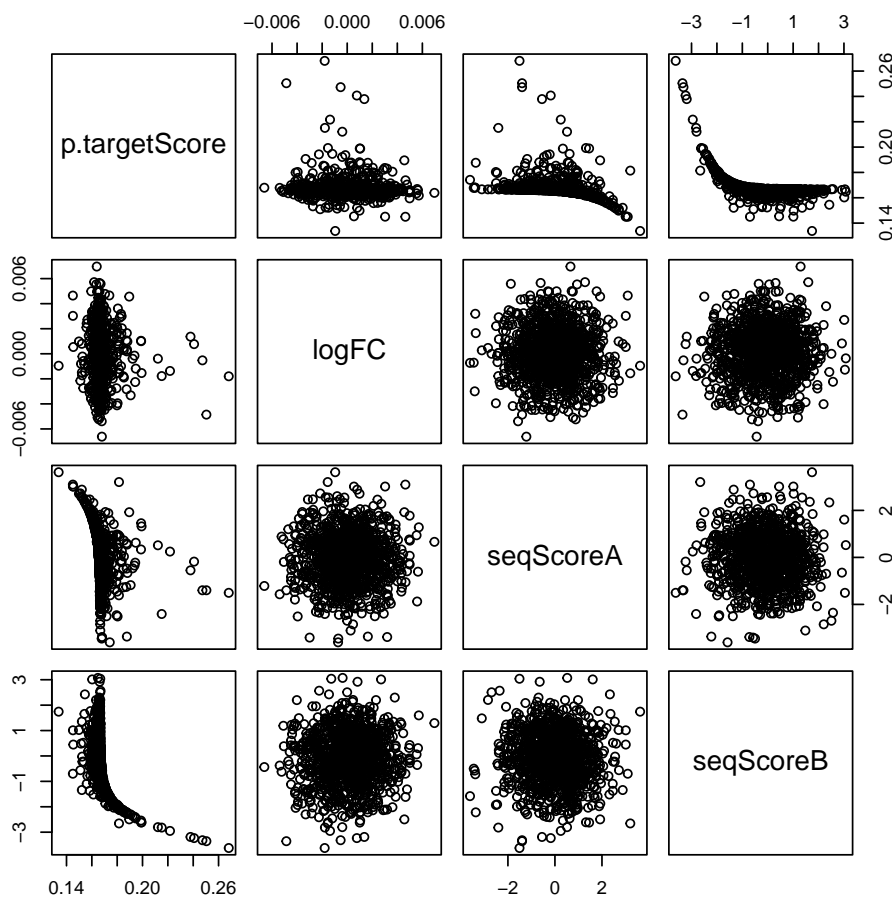 −0.006 0.000 0.006 −3 −1 1 3
p.targetScore 0.14 0.20 0.26
−0.006 0.000 0.006 logFC
seqScoreA −2 0 2
−3 −1 1 3 seqScoreB
0.14 0.20 0.26 −2 0 2